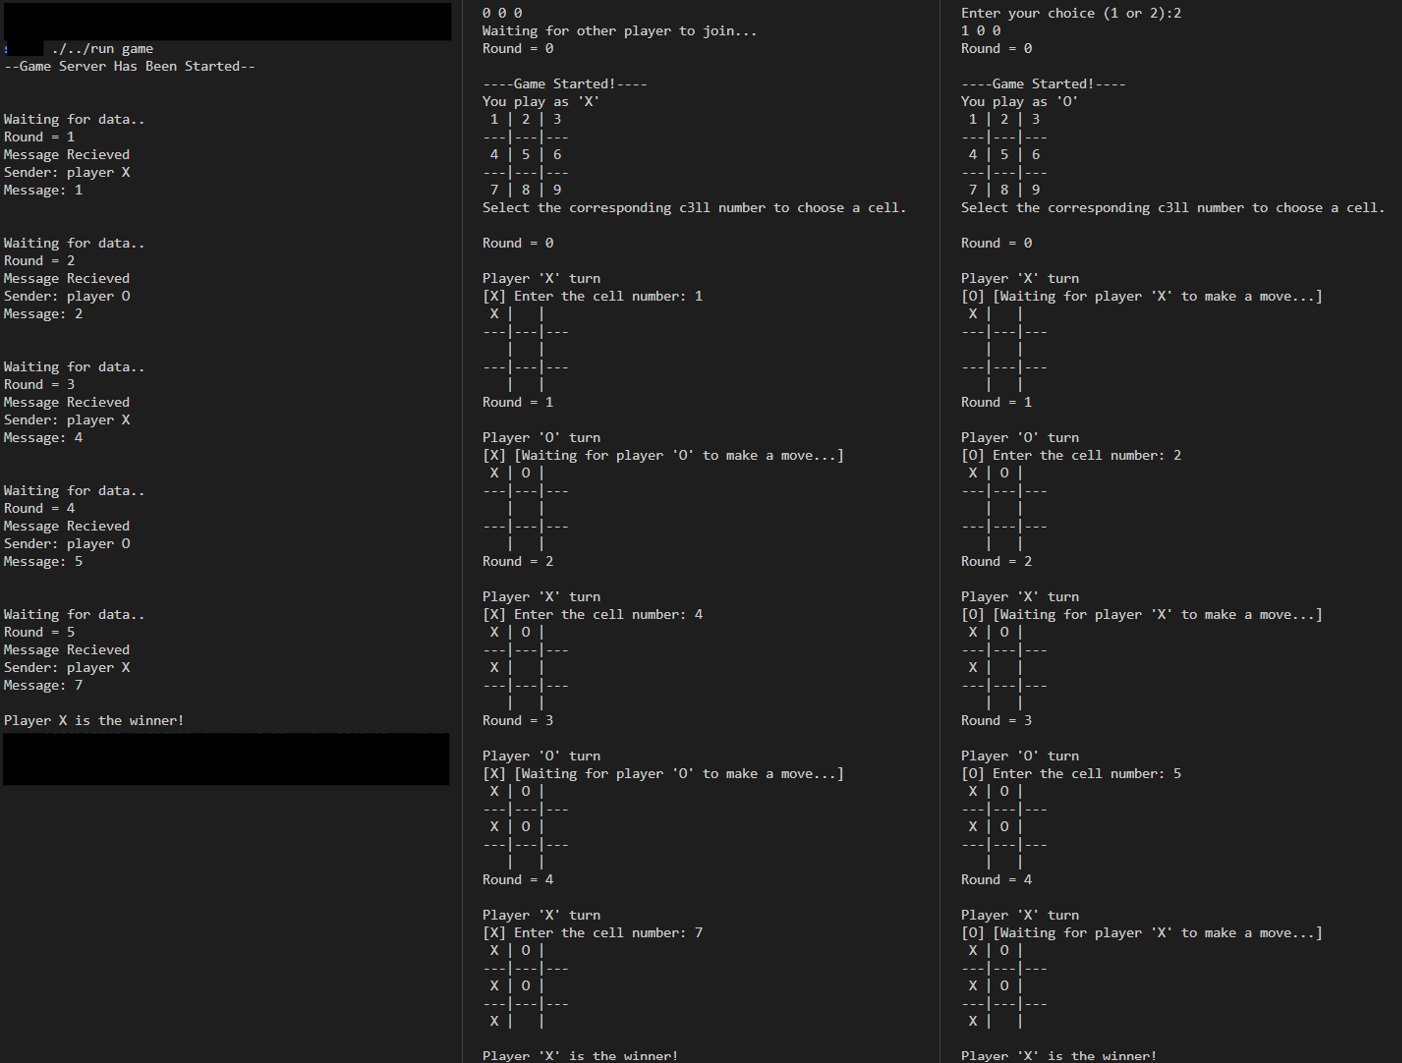 ./../run game
--Game Server Has Been Started--
Waiting for data..
Round = 1
Message Recieved
Sender: player X
Message: 1
Waiting for data..
Round = 2
Message Recieved
Sender: player O
Message: 2
Waiting for data..
Round = 3
Message Recieved
Sender: player X
Message: 4
Waiting for data..
Round = 4
Message Recieved
Sender: player O
Message: 5
Waiting for data..
Round = 5
Message Recieved
Sender: player X
Message: 7
Player X is the winner!
0 0 0
Waiting for other player to join...
Round = 0
----Game Started!----
You play as 'X'
 1 | 2 | 3
---|---|---
 4 | 5 | 6
---|---|---
 7 | 8 | 9
Select the corresponding c3ll number to choose a cell.
Round = 0
Player 'X' turn
[X] Enter the cell number: 1
 X |   |
---|---|---
   |   |
---|---|---
   |   |
Round = 1
Player 'O' turn
[X] [Waiting for player 'O' to make a move...]
 X | O |
---|---|---
   |   |
---|---|---
   |   |
Round = 2
Player 'X' turn
[X] Enter the cell number: 4
 X | O |
---|---|---
 X |   |
---|---|---
   |   |
Round = 3
Player 'O' turn
[X] [Waiting for player 'O' to make a move...]
 X | O |
---|---|---
 X | O |
---|---|---
   |   |
Round = 4
Player 'X' turn
[X] Enter the cell number: 7
 X | O |
---|---|---
 X | O |
---|---|---
 X |   |
Player 'X' is the winner!
Enter your choice (1 or 2):2
1 0 0
Round = 0
----Game Started!----
You play as 'O'
 1 | 2 | 3
---|---|---
 4 | 5 | 6
---|---|---
 7 | 8 | 9
Select the corresponding c3ll number to choose a cell.
Round = 0
Player 'X' turn
[O] [Waiting for player 'X' to make a move...]
 X |   |
---|---|---
   |   |
---|---|---
   |   |
Round = 1
Player 'O' turn
[O] Enter the cell number: 2
 X | O |
---|---|---
   |   |
---|---|---
   |   |
Round = 2
Player 'X' turn
[O] [Waiting for player 'X' to make a move...]
 X | O |
---|---|---
 X |   |
---|---|---
   |   |
Round = 3
Player 'O' turn
[O] Enter the cell number: 5
 X | O |
---|---|---
 X | O |
---|---|---
   |   |
Round = 4
Player 'X' turn
[O] [Waiting for player 'X' to make a move...]
 X | O |
---|---|---
 X | O |
---|---|---
 X |   |
Player 'X' is the winner!